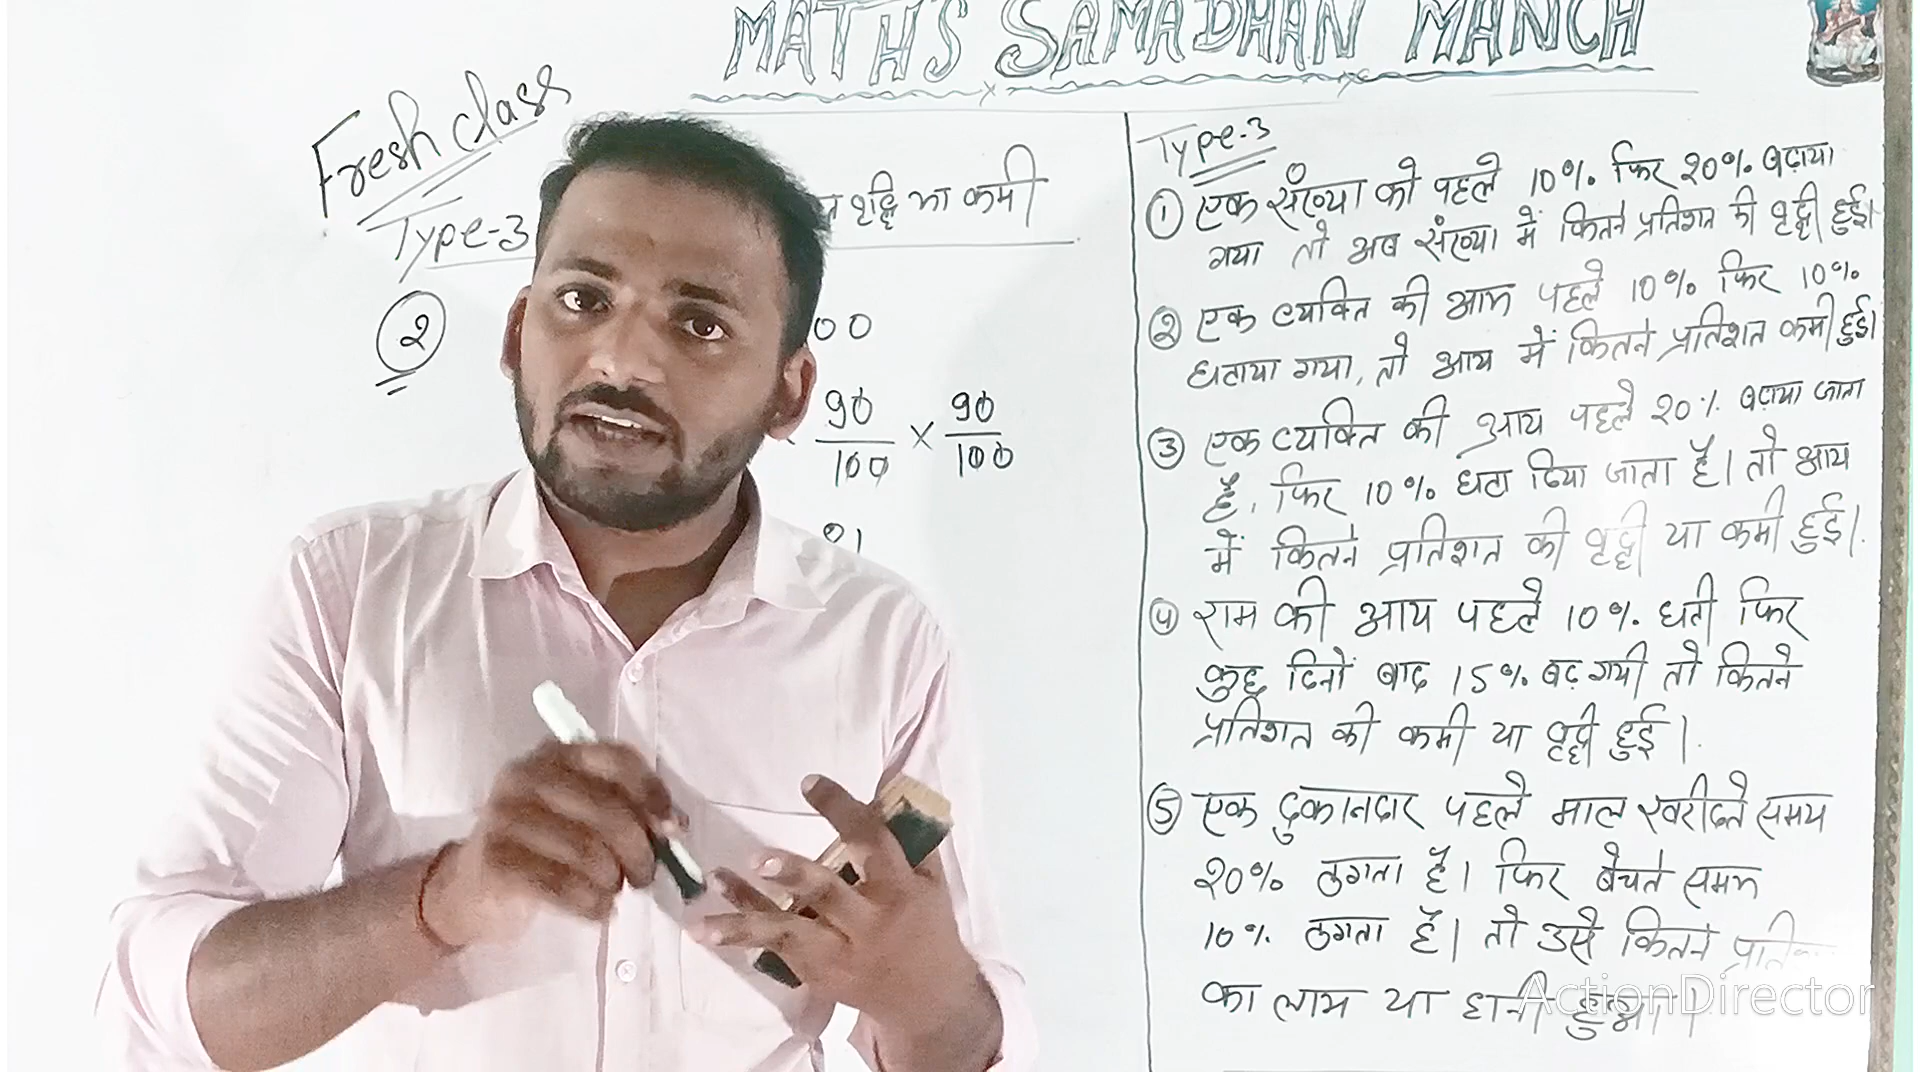 MATHS SAMADHAN MANCH
Fresh class
Type-3
वृद्धि या कमी
२
00
90/100 × 90/100
Type-3
① एक संख्या को पहले 10% फिर २0% बढ़ाया
गया तो अब संख्या में कितने प्रतिशत की वृद्धी हुई।
② एक व्यक्ति की आय पहले 10% फिर 10%
घटाया गया, तो आय में कितने प्रतिशत कमी हुई।
③ एक व्यक्ति की आय पहले २0% बढ़ाया जाता
है, फिर 10% घटा दिया जाता है। तो आय
में कितने प्रतिशत की वृद्धी या कमी हुई।
④ राम की आय पहले 10% घटी फिर
कुछ दिनों बाद 15% बढ़ गयी तो कितने
प्रतिशत की कमी या वृद्धी हुई।
⑤ एक दुकानदार पहले माल खरीदते समय
२0% ठगता है। फिर बेचते समय
10% ठगता है। तो उसे कितने
का लाभ या हानी हुआ।
ActionDirector